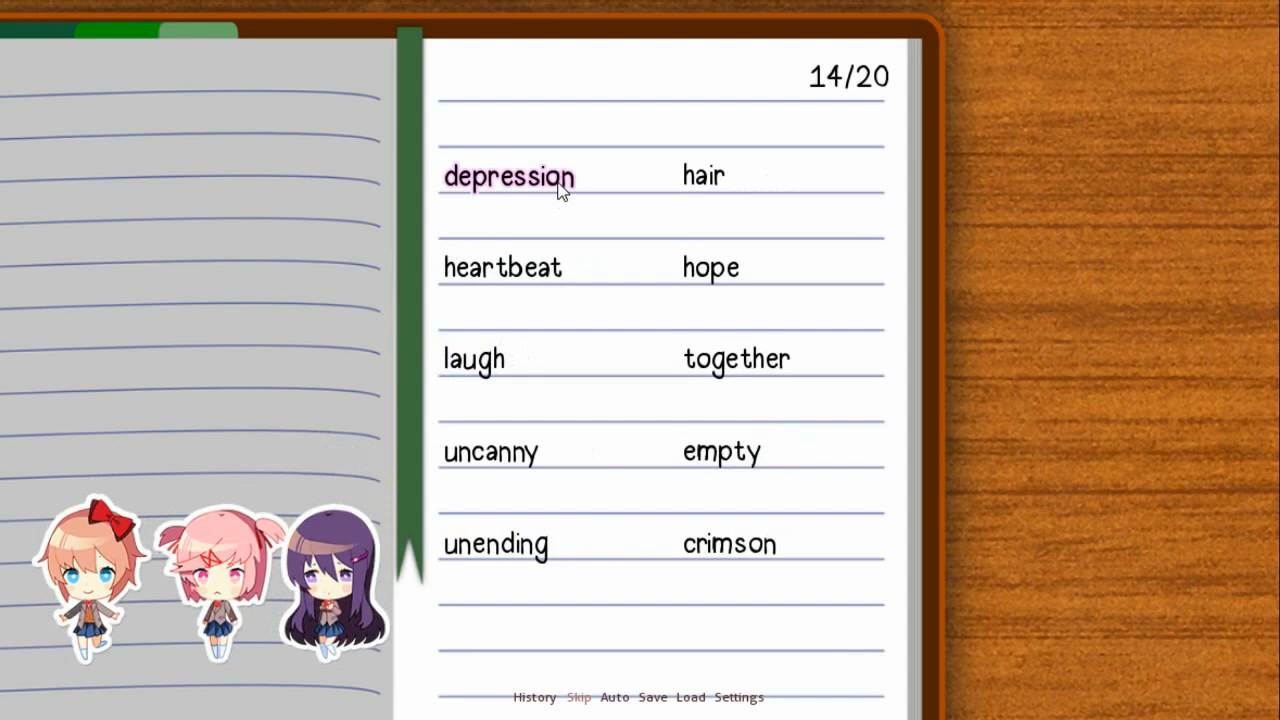 14/20
depression hair
heartbeat hope
laugh together
uncanny empty
unending crimson
History Skip Auto Save Load Settings